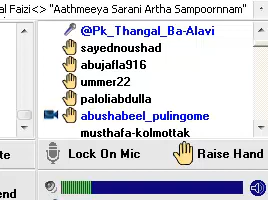 al Faizi<> "Aathmeeya Sarani Artha Sampoornnam"
@Pk_Thangal_Ba-Alavi
sayednoushad
abujafla916
ummer22
paloliabdulla
abushabeel_pulingome
musthafa-kolmottak
te Lock On Mic Raise Hand
end